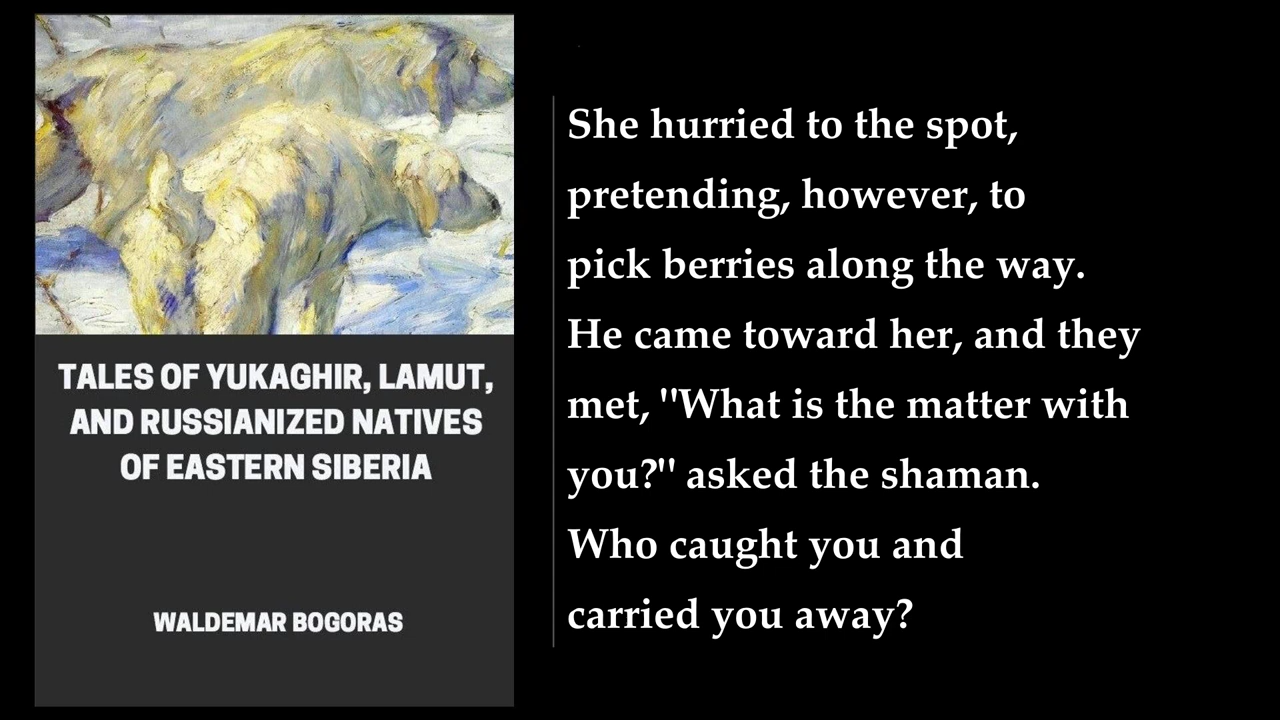 TALES OF YUKAGHIR, LAMUT,
AND RUSSIANIZED NATIVES
OF EASTERN SIBERIA
WALDEMAR BOGORAS
She hurried to the spot,
pretending, however, to
pick berries along the way.
He came toward her, and they
met, "What is the matter with
you?" asked the shaman.
Who caught you and
carried you away?